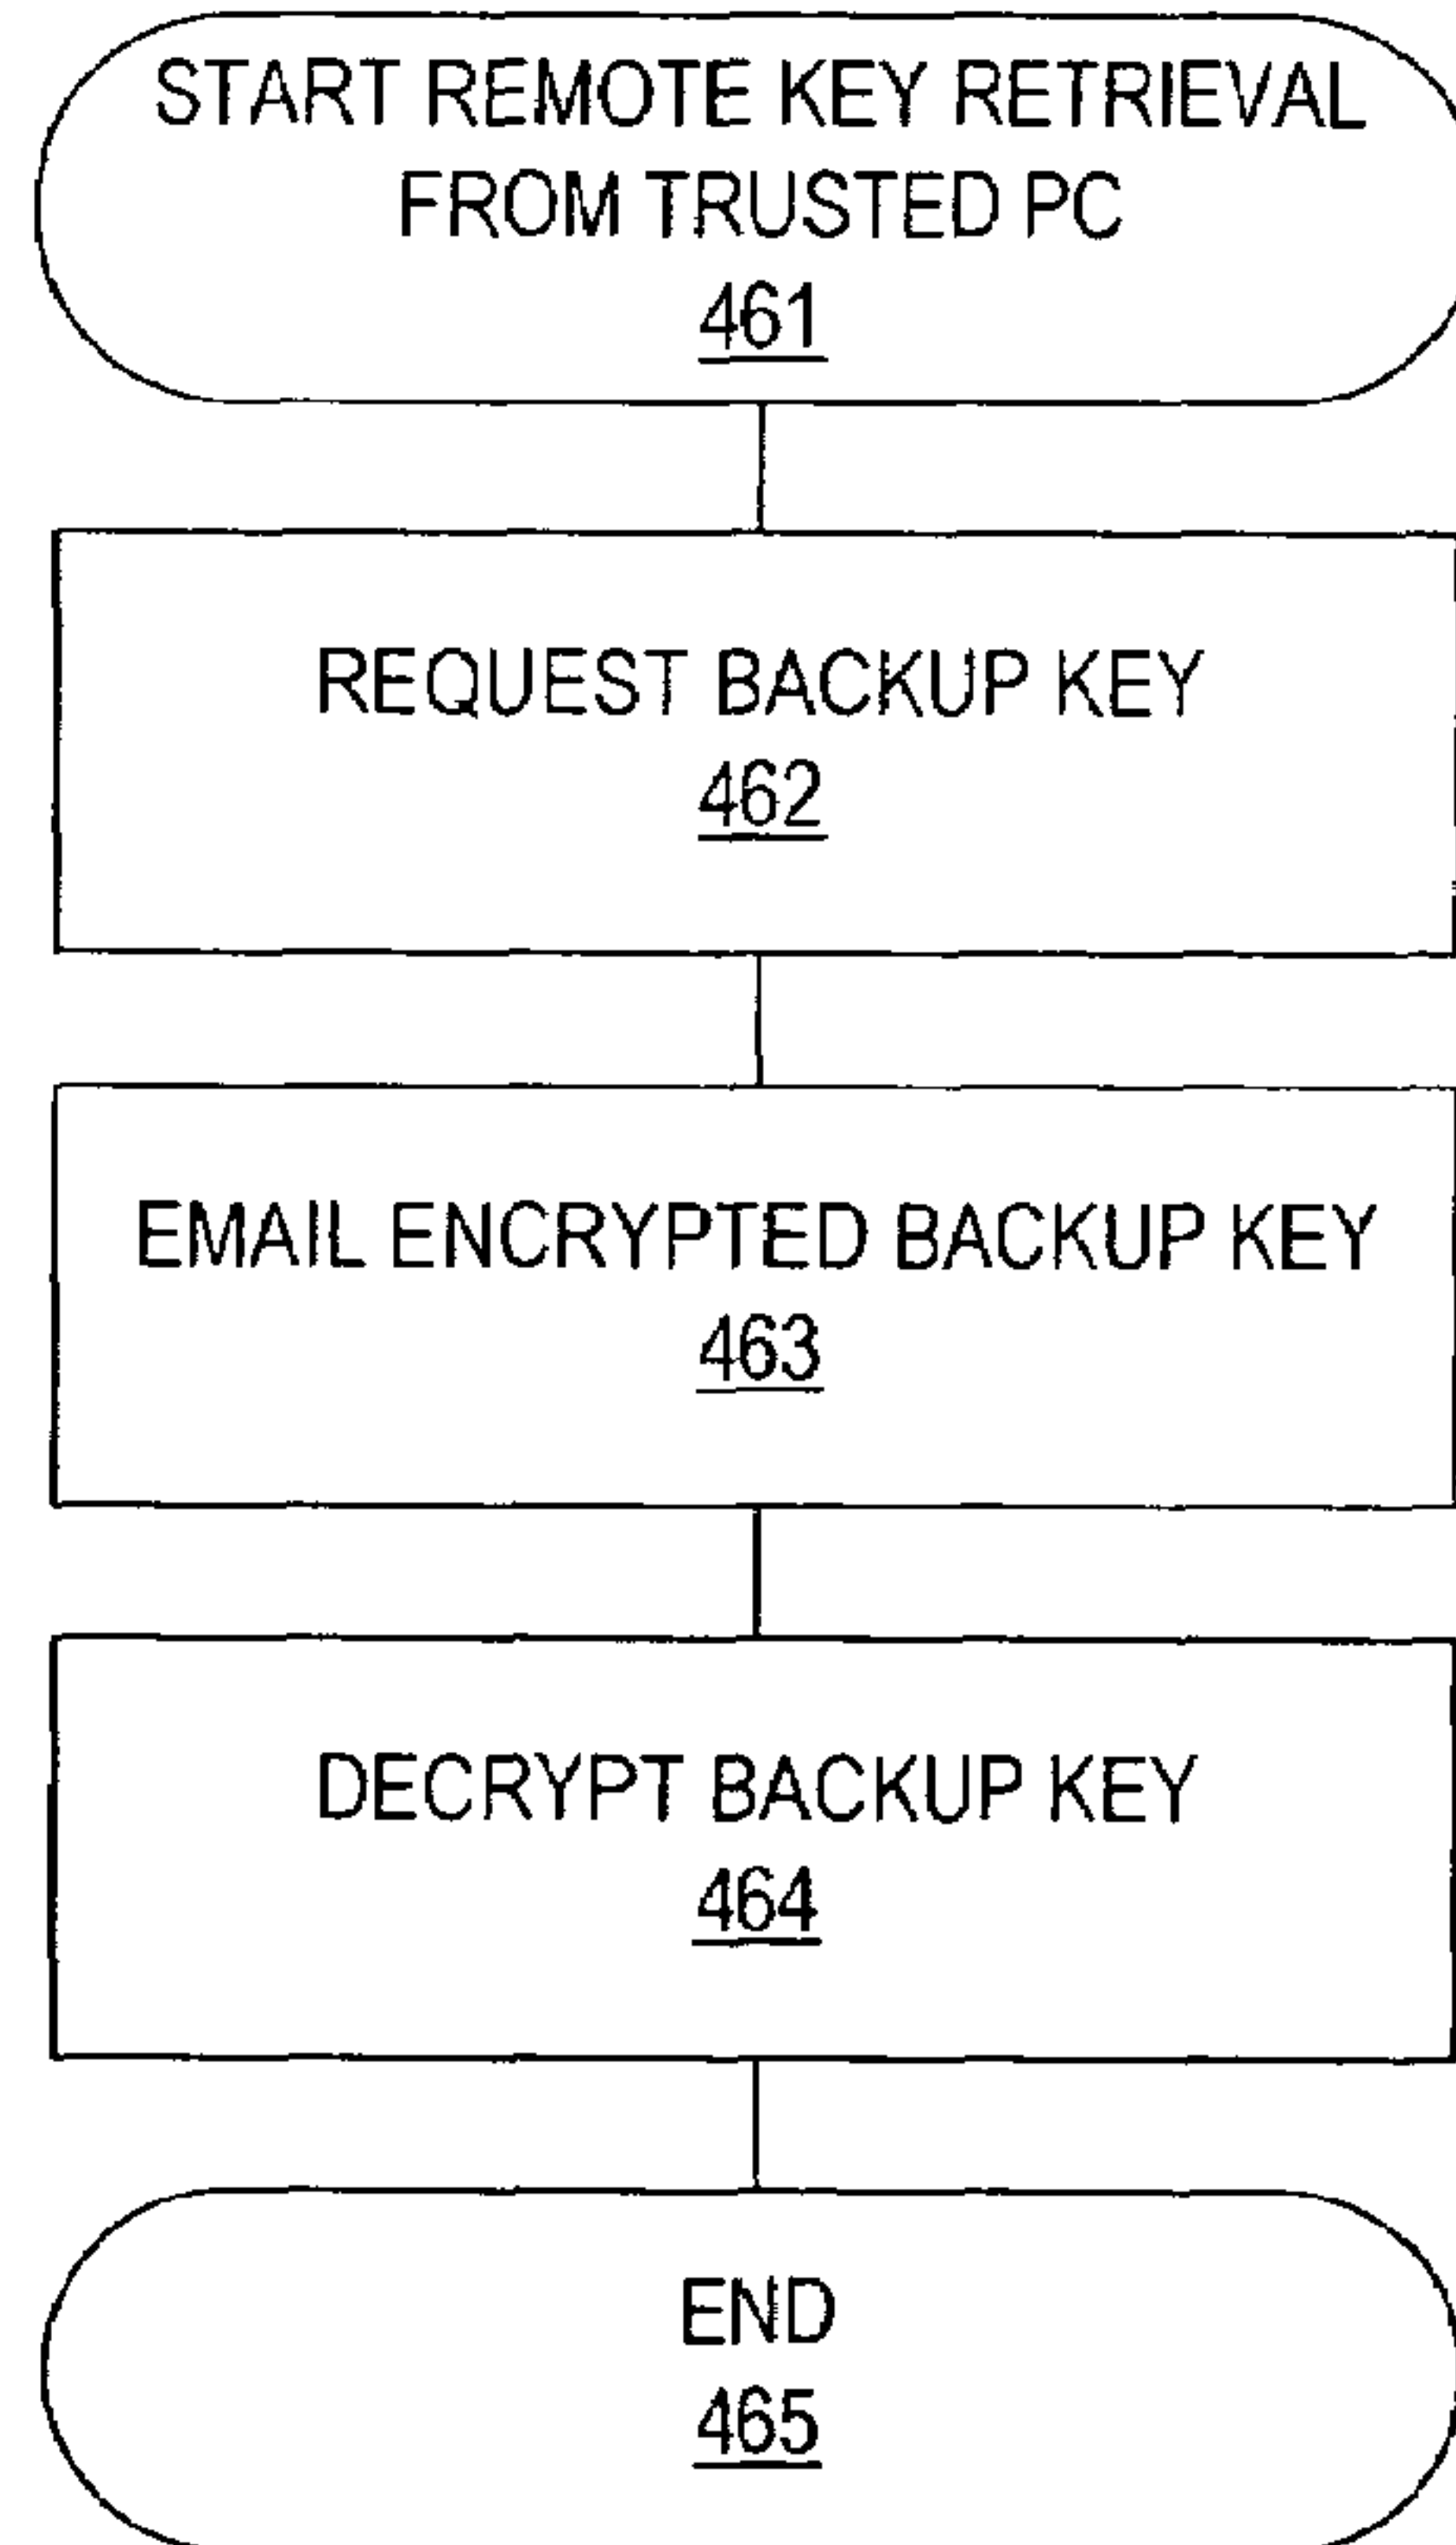 START REMOTE KEY RETRIEVAL
FROM TRUSTED PC
461
REQUEST BACKUP KEY
462
EMAIL ENCRYPTED BACKUP KEY
463
DECRYPT BACKUP KEY
464
END
465